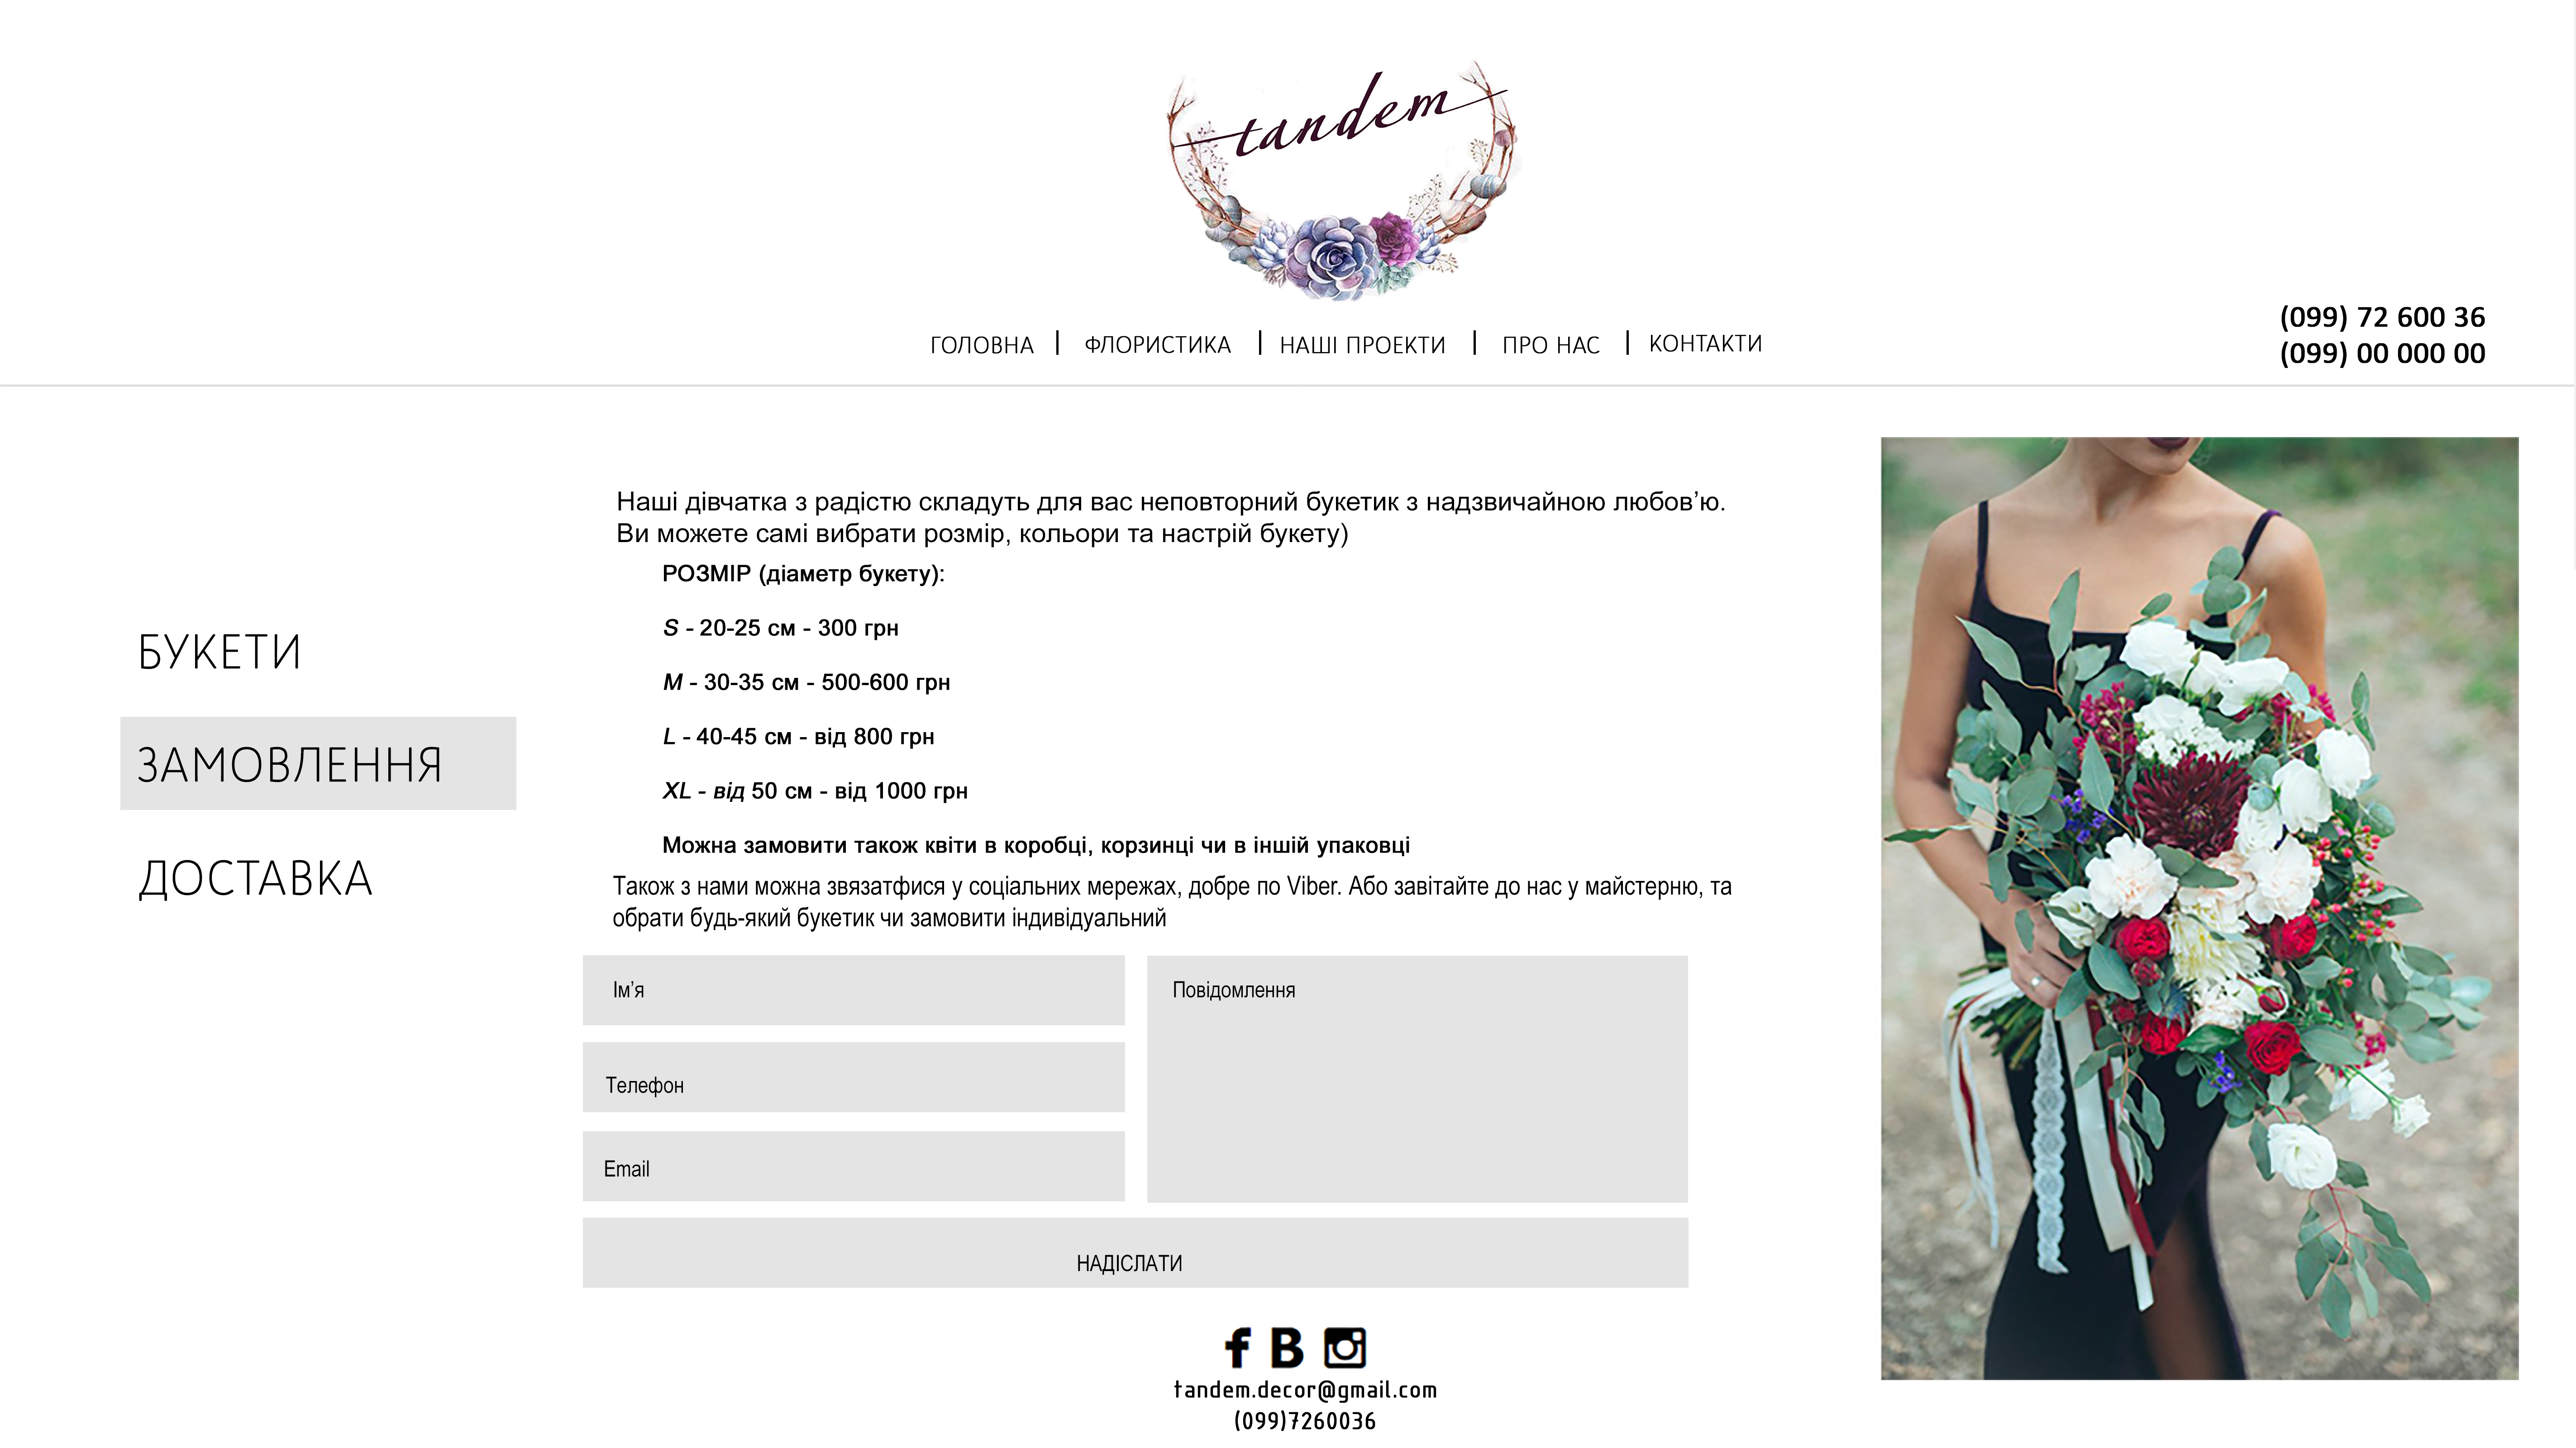 tandem
(099) 72 600 36
(099) 00 000 00
ГОЛОВНА | ФЛОРИСТИКА | НАШІ ПРОЕКТИ | ПРО НАС | КОНТАКТИ
Наші дівчатка з радістю складуть для вас неповторний букетик з надзвичайною любов’ю.
Ви можете самі вибрати розмір, кольори та настрій букету)
РОЗМІР (діаметр букету):
S - 20-25 см - 300 грн
M - 30-35 см - 500-600 грн
L - 40-45 см - від 800 грн
XL - від 50 см - від 1000 грн
Можна замовити також квіти в коробці, корзинці чи в іншій упаковці
Також з нами можна звязатфися у соціальних мережах, добре по Viber. Або завітайте до нас у майстерню, та
обрати будь-який букетик чи замовити індивідуальний
БУКЕТИ
ЗАМОВЛЕННЯ
ДОСТАВКА
Ім’я
Повідомлення
Телефон
Email
НАДІСЛАТИ
f B
tandem.decor@gmail.com
(099)7260036